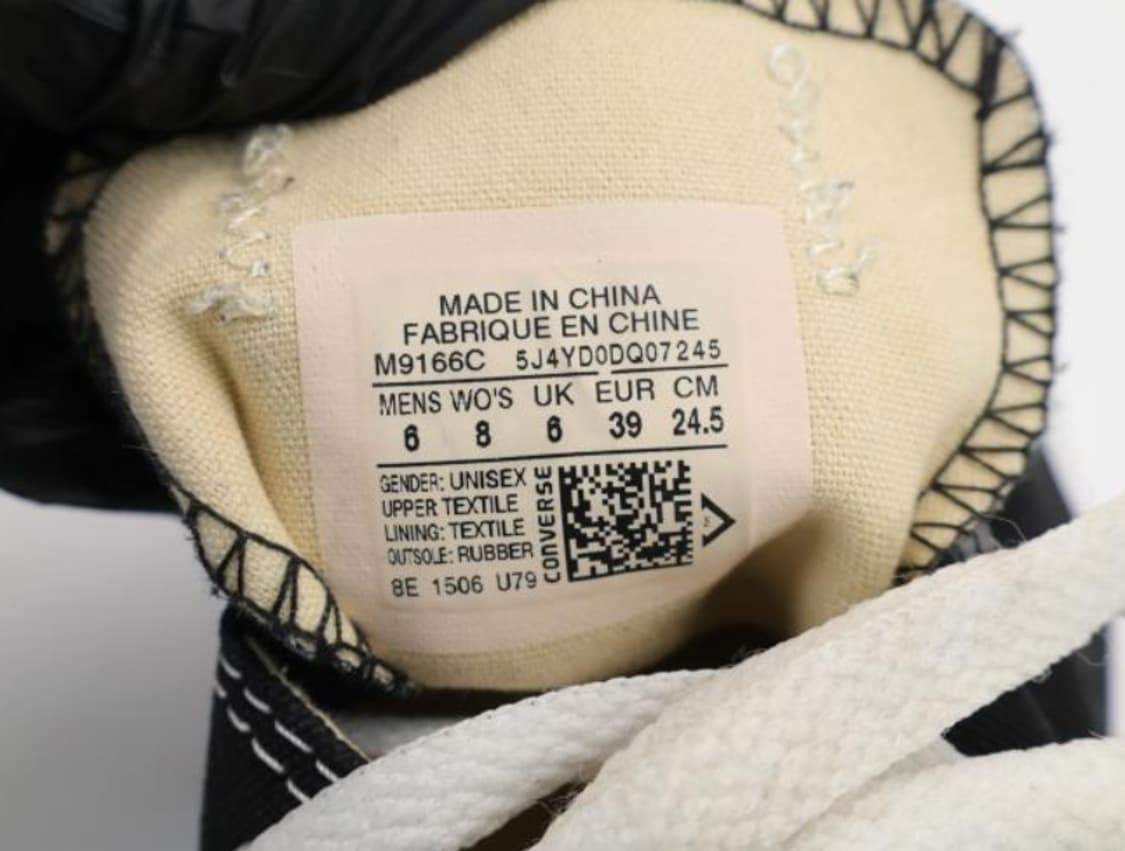 MADE IN CHINA
FABRIQUE EN CHINE
M9166C 5J4YD0DQ07245
MENS WO'S UK EUR CM
6 8 6 39 24.5
GENDER: UNISEX
UPPER TEXTILE
LINING: TEXTILE
OUTSOLE: RUBBER
8E 1506 U79
CONVERSE